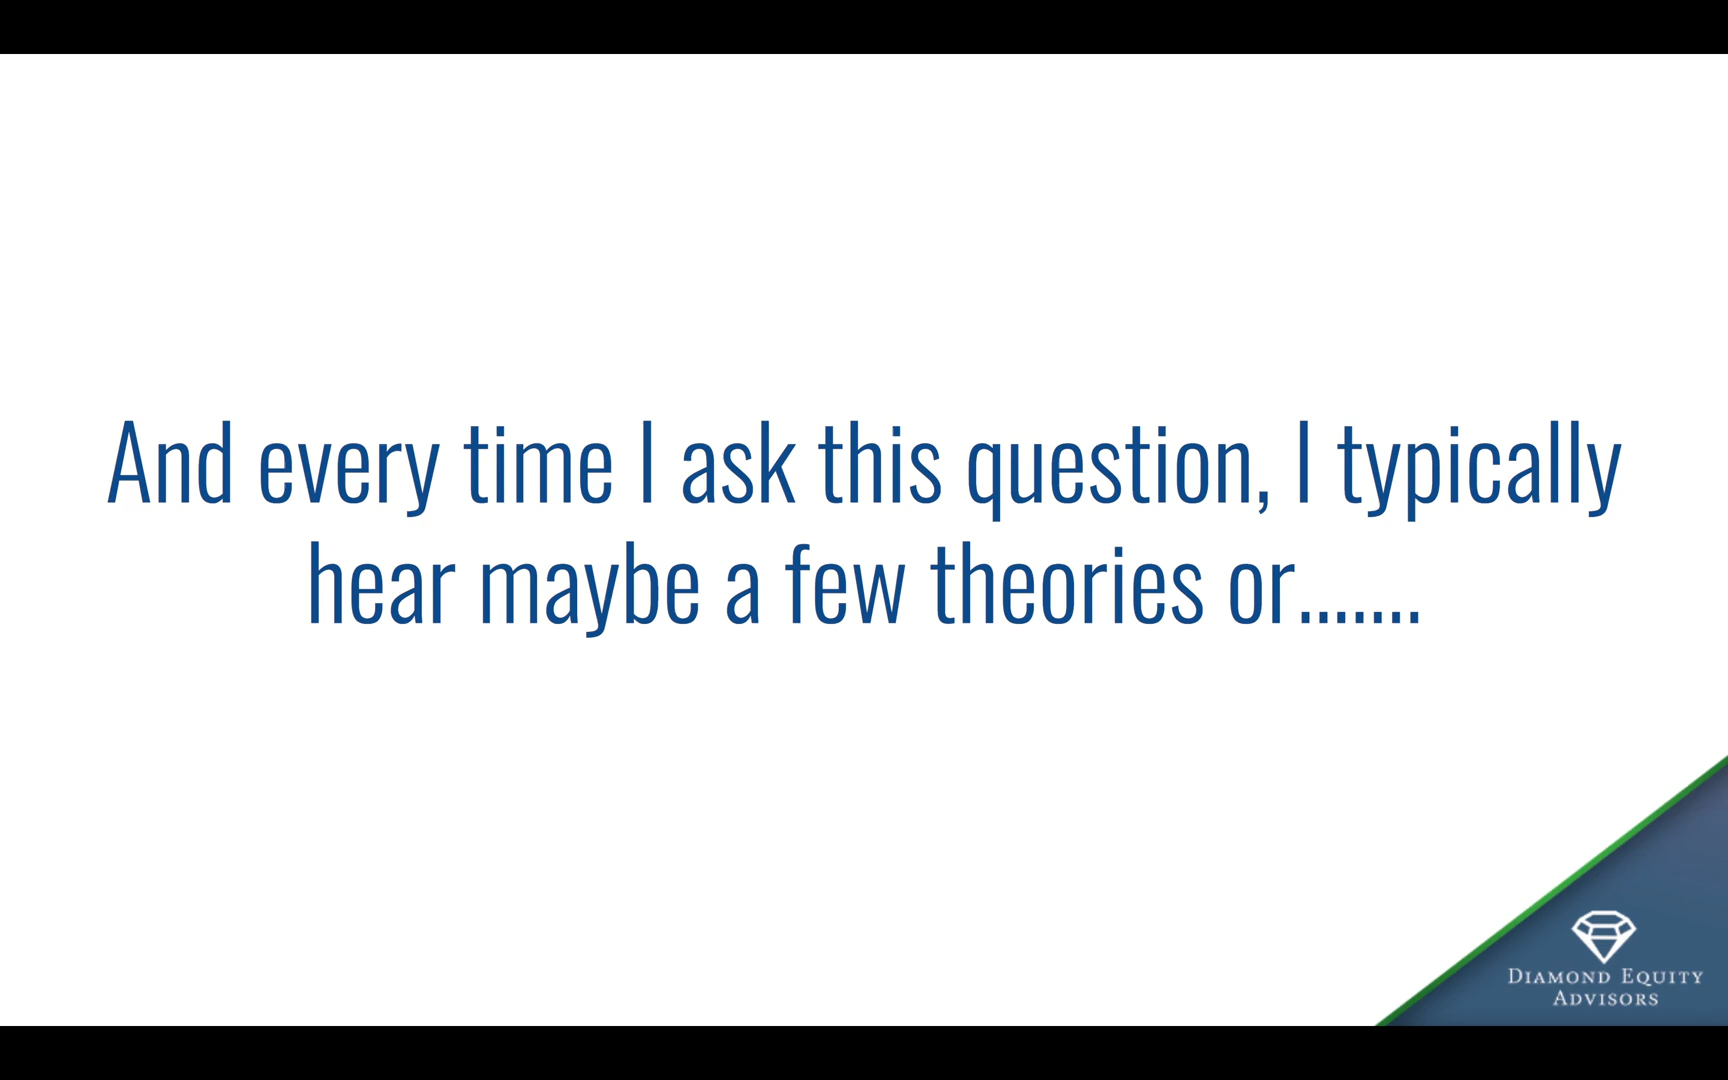 And every time I ask this question, I typically
hear maybe a few theories or.......
DIAMOND EQUITY
ADVISORS